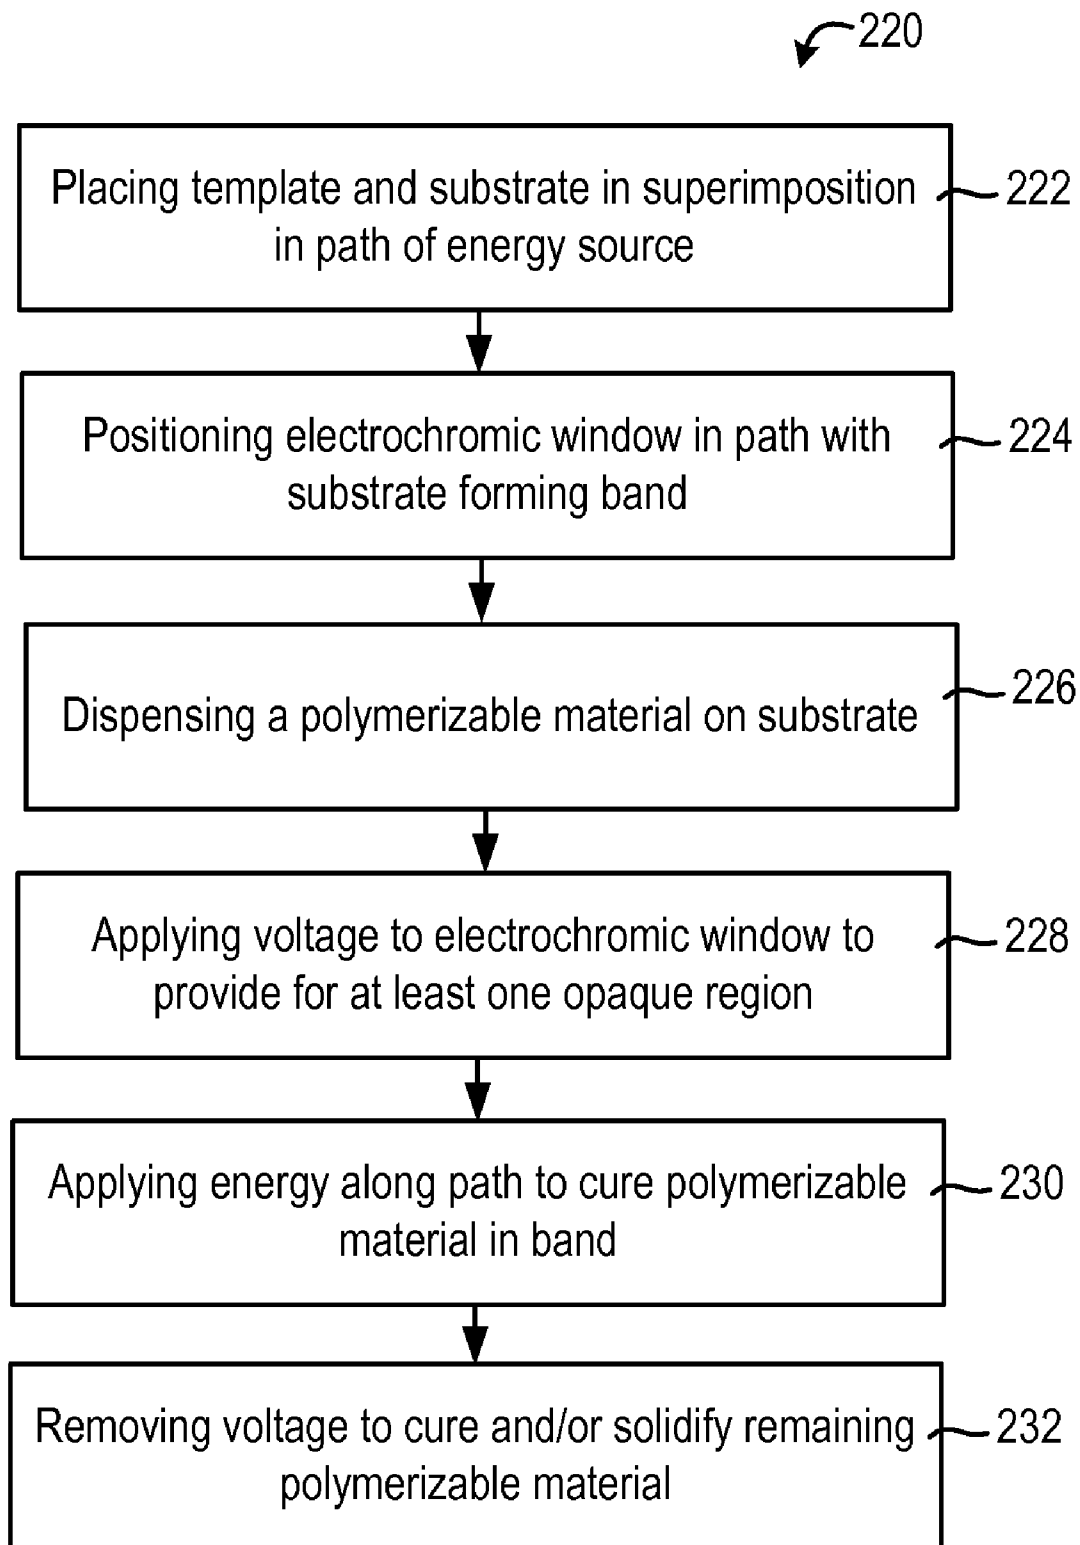 220
Placing template and substrate in superimposition
in path of energy source
222
Positioning electrochromic window in path with
substrate forming band
224
Dispensing a polymerizable material on substrate
226
Applying voltage to electrochromic window to
provide for at least one opaque region
228
Applying energy along path to cure polymerizable
material in band
230
Removing voltage to cure and/or solidify remaining
polymerizable material
232